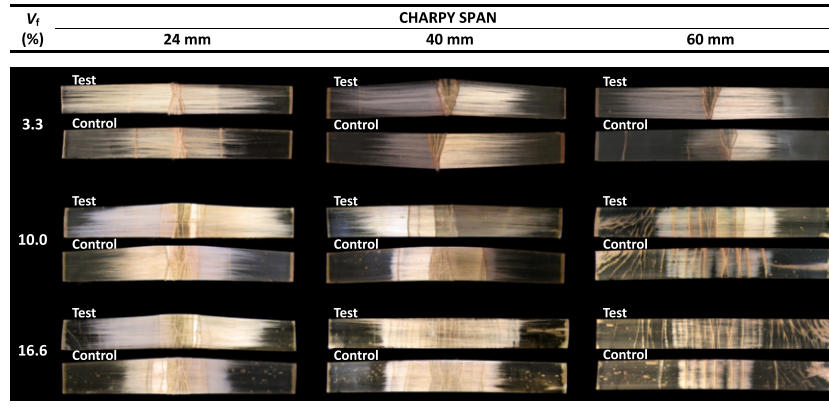 Vf CHARPY SPAN
(%) 24 mm 40 mm 60 mm
Test Test Test
3.3 Control Control Control
Test Test Test
10.0 Control Control Control
Test Test Test
16.6 Control Control Control